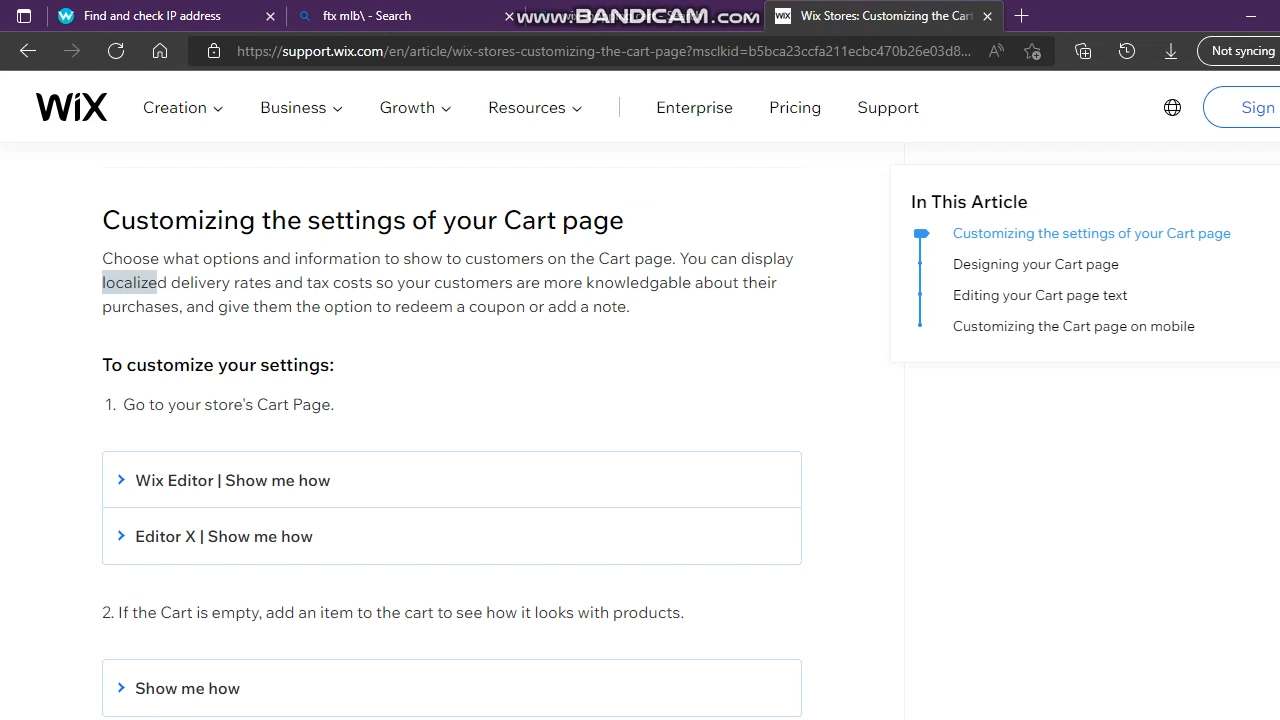 Find and check IP address
ftx mlb\ - Search
www.BANDICAM.com
Wix Stores: Customizing the Cart
https://support.wix.com/en/article/wix-stores-customizing-the-cart-page?msclkid=b5bca23ccfa211ecbc470b26e03d8...
Not syncing
WiX
Creation
Business
Growth
Resources
Enterprise
Pricing
Support
Sign
Customizing the settings of your Cart page
Choose what options and information to show to customers on the Cart page. You can display
localized delivery rates and tax costs so your customers are more knowledgable about their
purchases, and give them the option to redeem a coupon or add a note.
To customize your settings:
1. Go to your store's Cart Page.
Wix Editor | Show me how
Editor X | Show me how
2. If the Cart is empty, add an item to the cart to see how it looks with products.
Show me how
In This Article
Customizing the settings of your Cart page
Designing your Cart page
Editing your Cart page text
Customizing the Cart page on mobile